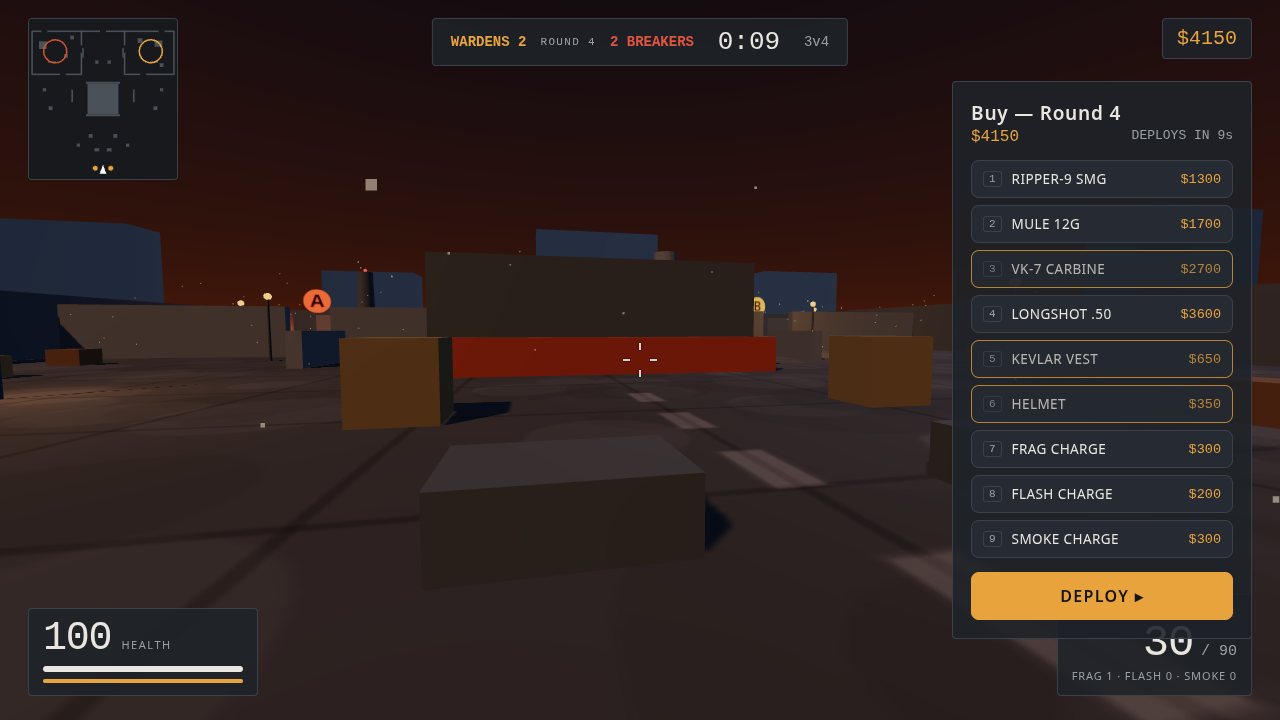 WARDENS 2 ROUND 4 2 BREAKERS 0:09 3v4
$4150
A
B
Buy — Round 4
$4150 DEPLOYS IN 9s
1 RIPPER-9 SMG $1300
2 MULE 12G $1700
3 VK-7 CARBINE $2700
4 LONGSHOT .50 $3600
5 KEVLAR VEST $650
6 HELMET $350
7 FRAG CHARGE $300
8 FLASH CHARGE $200
9 SMOKE CHARGE $300
DEPLOY ▸
100 HEALTH
30 / 90
FRAG 1 · FLASH 0 · SMOKE 0